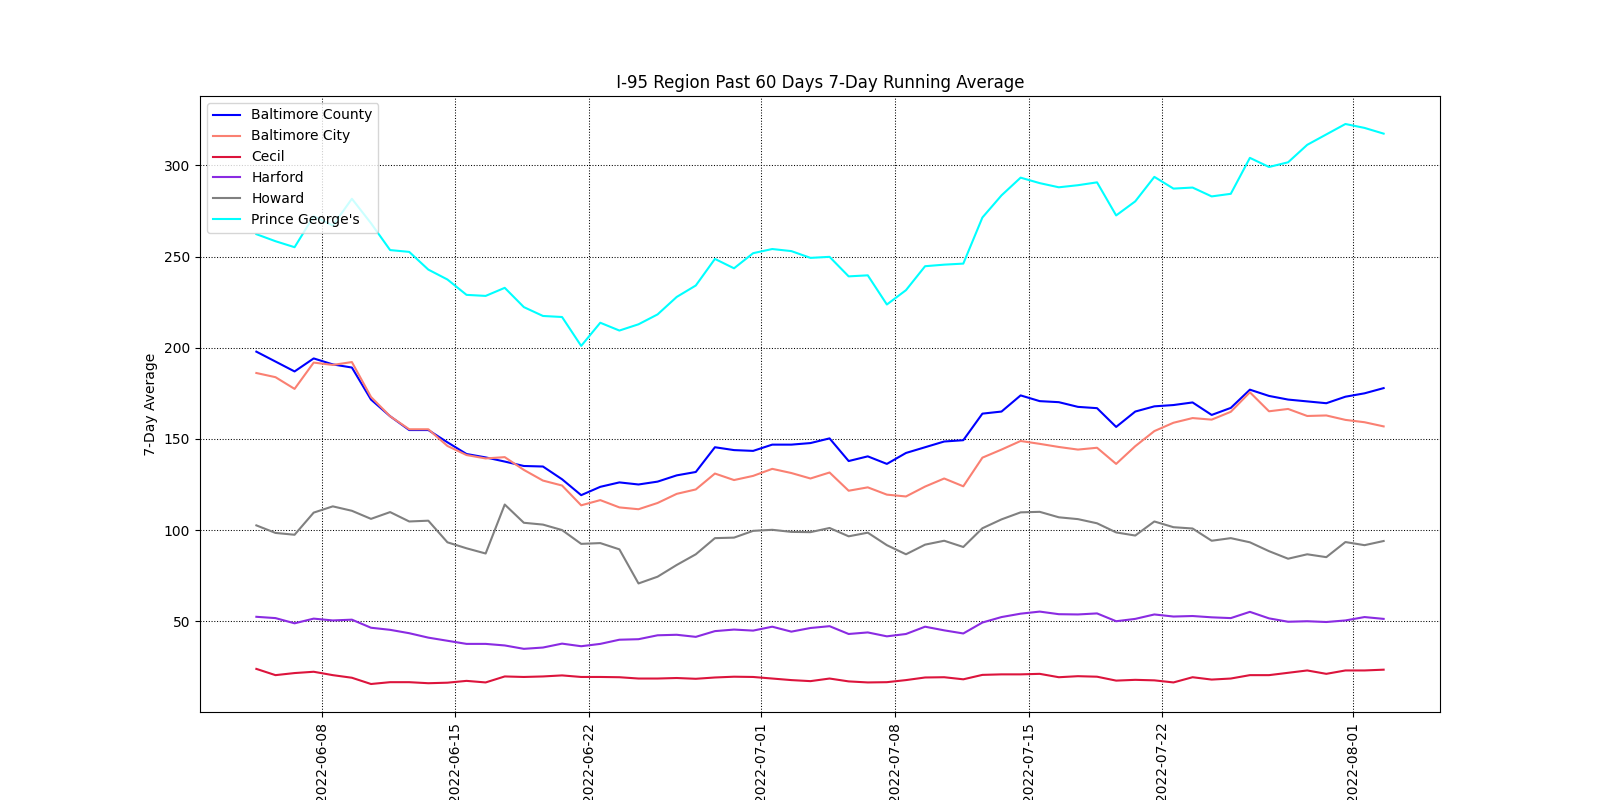 I-95 Region Past 60 Days 7-Day Running Average
Baltimore County
Baltimore City
Cecil
Harford
Howard
Prince George's
300
250
200
150
100
50
7-Day Average
2022-06-08
2022-06-15
2022-06-22
2022-07-01
2022-07-08
2022-07-15
2022-07-22
2022-08-01